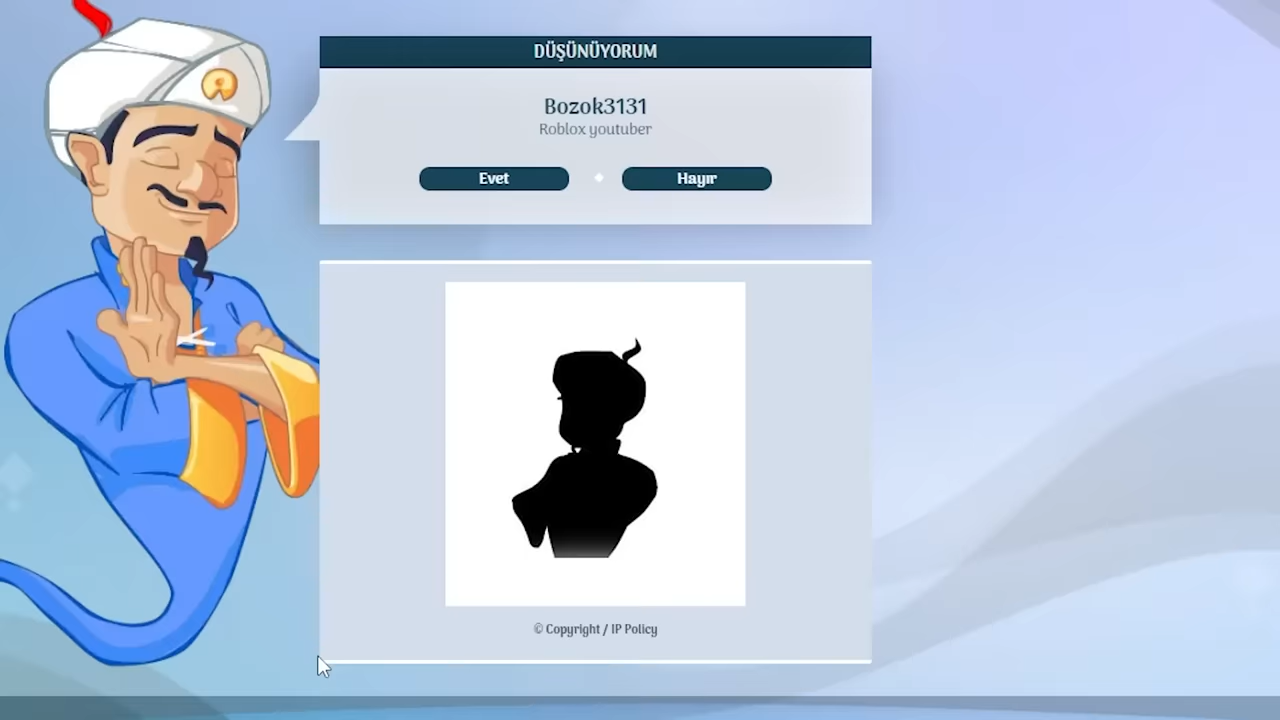 DÜŞÜNÜYORUM
Bozok3131
Roblox youtuber
Evet
Hayır
© Copyright / IP Policy